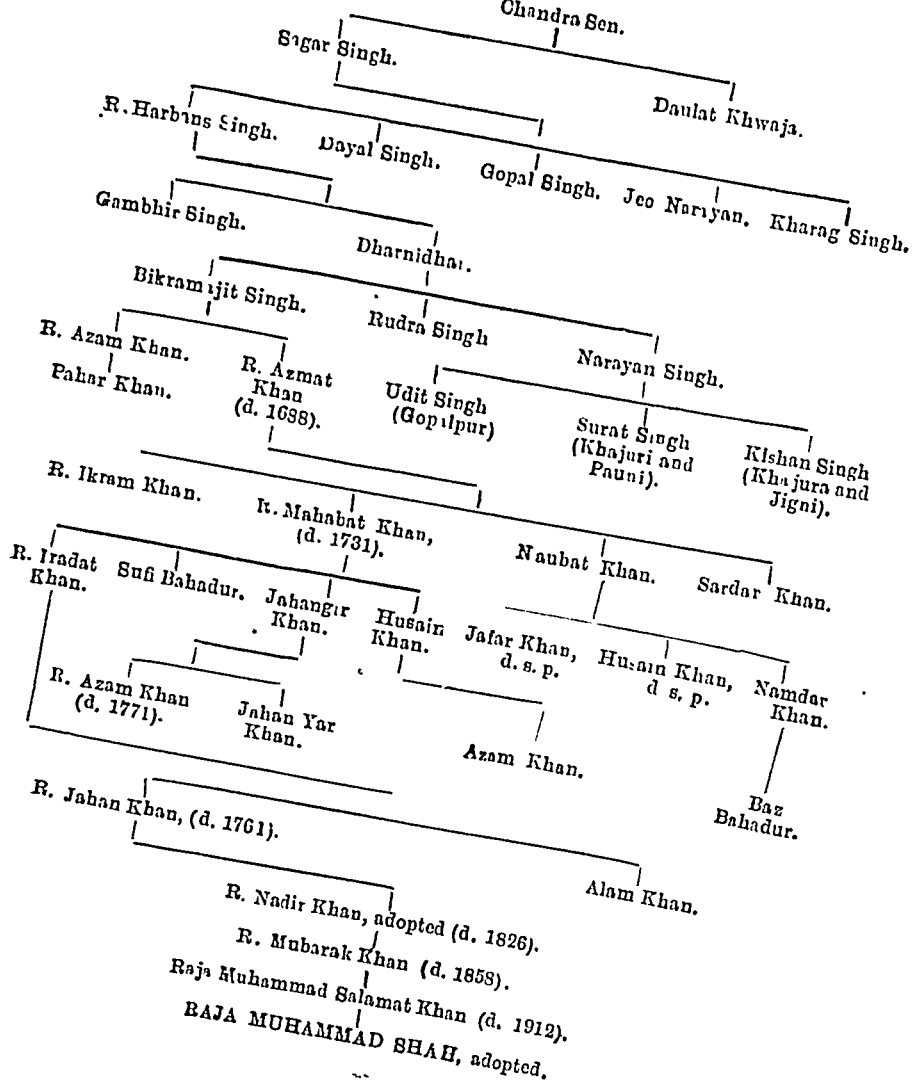 Chandra Sen.
Sagar Singh.
Daulat Khwaja.
R. Harbans Singh.
Dayal Singh.
Gopal Singh.
Jeo Narayan.
Kharag Singh.
Gambhir Singh.
Dharnidhar.
Bikramajit Singh.
Rudra Singh
Narayan Singh.
R. Azam Khan.
R. Azmat
Khan
(d. 1688).
Pahar Khan.
Udit Singh
(Gopalpur)
Surat Singh
(Khajuri and
Pauni).
Kishan Singh
(Khajura and
Jigni).
R. Ikram Khan.
R. Mahabat Khan,
(d. 1731).
Naubat Khan.
Sardar Khan.
R. Iradat
Khan.
Sufi Bahadur.
Jahangir
Khan.
Husain
Khan.
Jafar Khan,
d. s. p.
Husain Khan,
d s. p.
Namdar
Khan.
R. Azam Khan
(d. 1771).
Jahan Yar
Khan.
Azam Khan.
Baz
Bahadur.
R. Jahan Khan, (d. 1761).
Alam Khan.
R. Nadir Khan, adopted (d. 1826).
R. Mubarak Khan (d. 1858).
Raja Muhammad Salamat Khan (d. 1912).
RAJA MUHAMMAD SHAH, adopted.